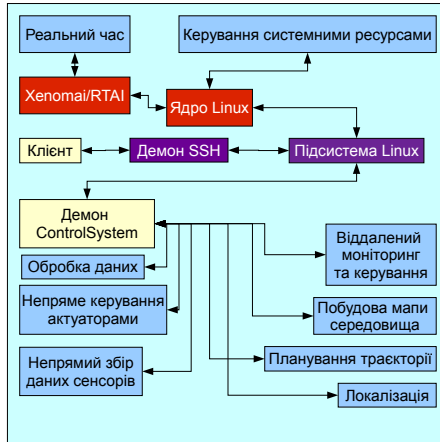 Реальний час
Керування системними ресурсами
Xenomai/RTAI
Ядро Linux
Клієнт
Демон SSH
Підсистема Linux
Демон
ControlSystem
Віддалений
моніторинг
та керування
Обробка даних
Непряме керування
актуаторами
Побудова мапи
середовища
Непрямий збір
даних сенсорів
Планування траєкторії
Локалізація